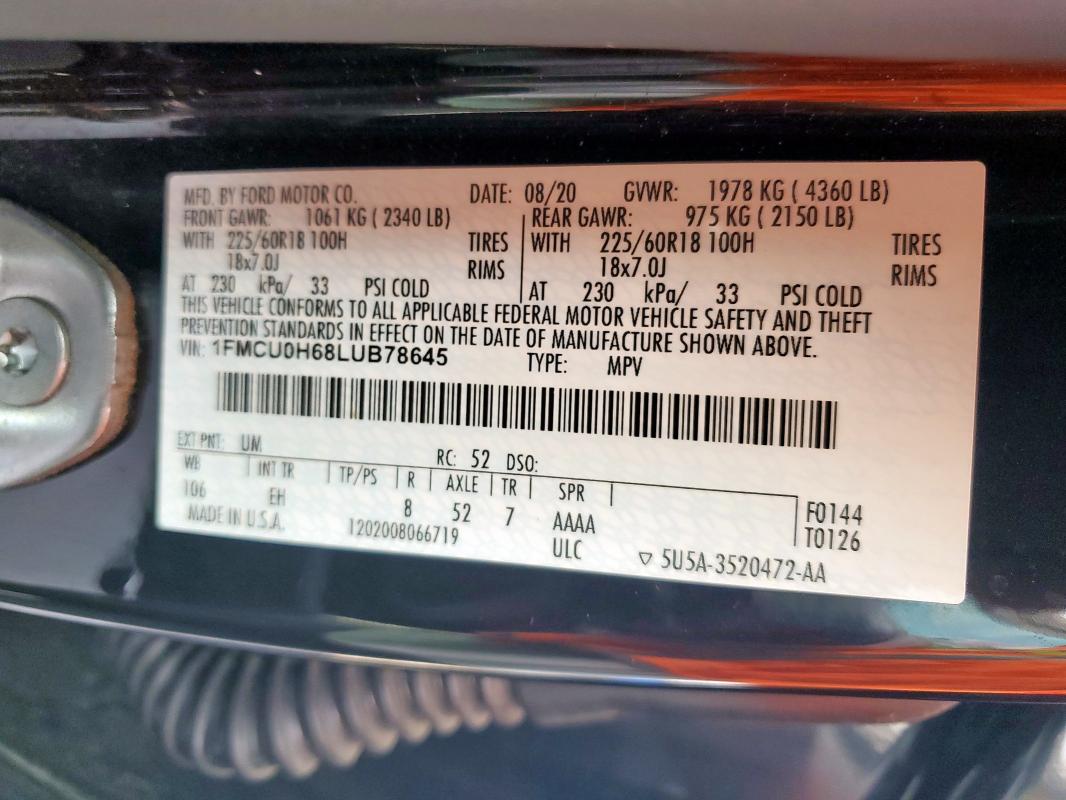 MFD. BY FORD MOTOR CO. DATE: 08/20 GVWR: 1978 KG ( 4360 LB)
FRONT GAWR: 1061 KG ( 2340 LB) REAR GAWR: 975 KG ( 2150 LB)
WITH 225/60R18 100H TIRES WITH 225/60R18 100H TIRES
18x7.0J RIMS 18x7.0J RIMS
AT 230 kPa/ 33 PSI COLD AT 230 kPa/ 33 PSI COLD
THIS VEHICLE CONFORMS TO ALL APPLICABLE FEDERAL MOTOR VEHICLE SAFETY AND THEFT
PREVENTION STANDARDS IN EFFECT ON THE DATE OF MANUFACTURE SHOWN ABOVE.
VIN: 1FMCU0H68LUB78645 TYPE: MPV
EXT PNT: UM RC: 52 DSO:
WB INT TR TP/PS R AXLE TR SPR
106 EH 8 52 7 AAAA F0144
MADE IN U.S.A. 1202008066719 ULC T0126
▽ 5U5A-3520472-AA